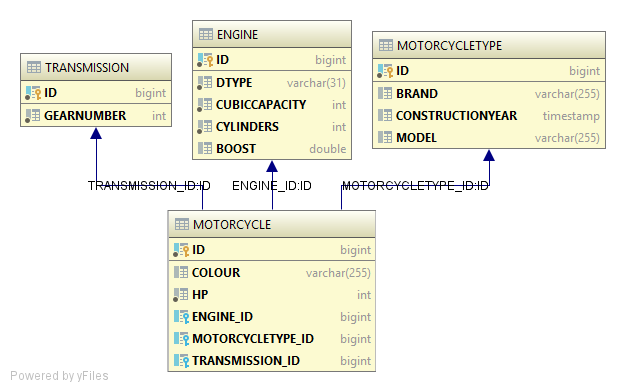 ENGINE
ID bigint
DTYPE varchar(31)
CUBICCAPACITY int
CYLINDERS int
BOOST double
TRANSMISSION
ID bigint
GEARNUMBER int
MOTORCYCLETYPE
ID bigint
BRAND varchar(255)
CONSTRUCTIONYEAR timestamp
MODEL varchar(255)
TRANSMISSION_ID:ID
ENGINE_ID:ID
MOTORCYCLETYPE_ID:ID
MOTORCYCLE
ID bigint
COLOUR varchar(255)
HP int
ENGINE_ID bigint
MOTORCYCLETYPE_ID bigint
TRANSMISSION_ID bigint
Powered by yFiles